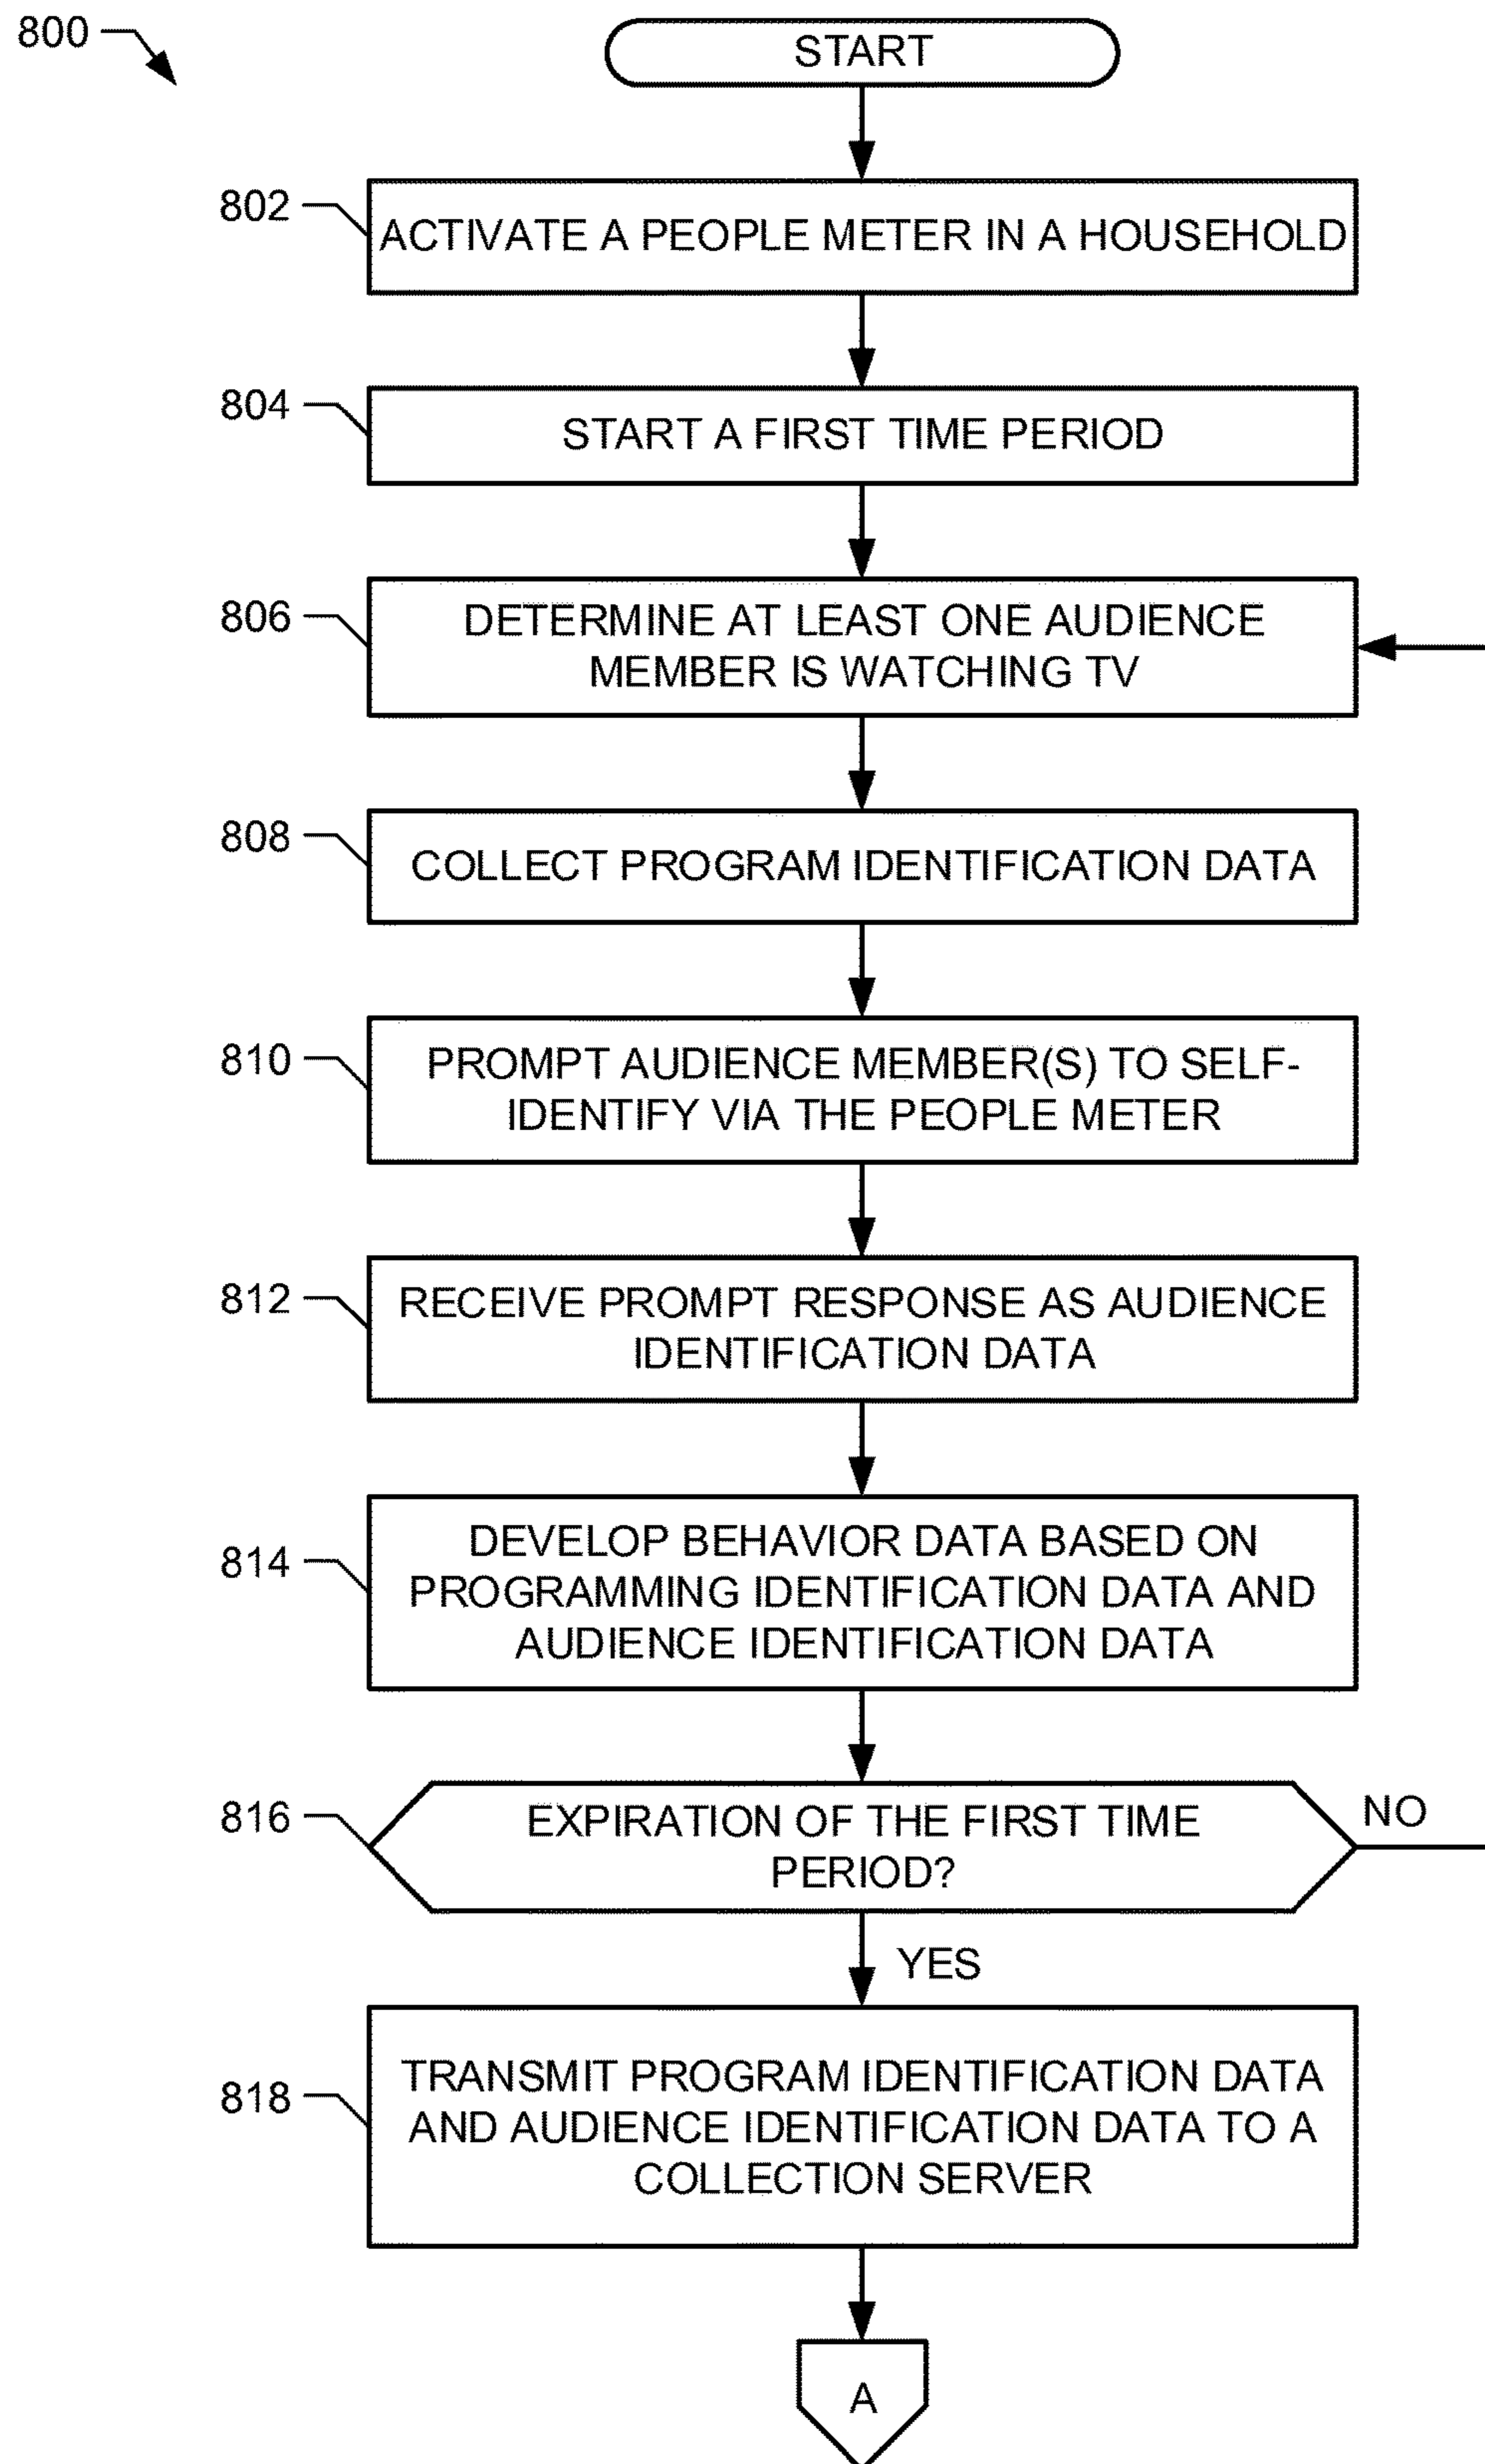 800
START
802
ACTIVATE A PEOPLE METER IN A HOUSEHOLD
804
START A FIRST TIME PERIOD
806
DETERMINE AT LEAST ONE AUDIENCE
MEMBER IS WATCHING TV
808
COLLECT PROGRAM IDENTIFICATION DATA
810
PROMPT AUDIENCE MEMBER(S) TO SELF-
IDENTIFY VIA THE PEOPLE METER
812
RECEIVE PROMPT RESPONSE AS AUDIENCE
IDENTIFICATION DATA
814
DEVELOP BEHAVIOR DATA BASED ON
PROGRAMMING IDENTIFICATION DATA AND
AUDIENCE IDENTIFICATION DATA
816
EXPIRATION OF THE FIRST TIME
PERIOD?
NO
YES
818
TRANSMIT PROGRAM IDENTIFICATION DATA
AND AUDIENCE IDENTIFICATION DATA TO A
COLLECTION SERVER
A